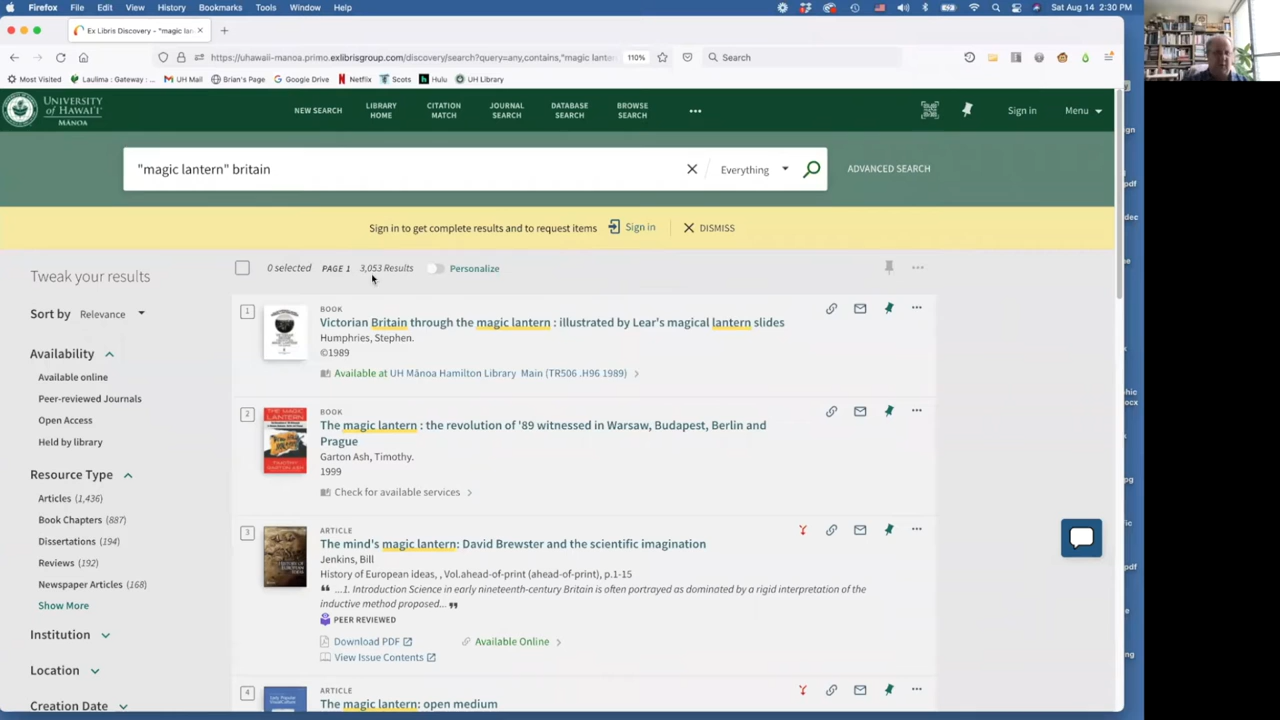 Firefox File Edit View History Bookmarks Tools Window Help
Sat Aug 14 2:30 PM
Ex Libris Discovery - "magic lan
https://uhawaii-manoa.primo.exlibrisgroup.com/discovery/search?query=any,contains,"magic lanter 110% Search
Most Visited Laulima : Gateway : ... UH Mail Brian's Page Google Drive Netflix Scots Hulu UH Library
UNIVERSITY
of HAWAIʻI
MĀNOA
NEW SEARCH
LIBRARY
HOME
CITATION
MATCH
JOURNAL
SEARCH
DATABASE
SEARCH
BROWSE
SEARCH
Sign in
Menu
"magic lantern" britain
Everything
ADVANCED SEARCH
Sign in to get complete results and to request items Sign in DISMISS
Tweak your results
Sort by Relevance
Availability
Available online
Peer-reviewed Journals
Open Access
Held by library
Resource Type
Articles (1,436)
Book Chapters (887)
Dissertations (194)
Reviews (192)
Newspaper Articles (168)
Show More
Institution
Location
Creation Date
0 selected PAGE 1 3,053 Results Personalize
1
BOOK
Victorian Britain through the magic lantern : illustrated by Lear's magical lantern slides
Humphries, Stephen.
©1989
Available at UH Mānoa Hamilton Library Main (TR506 .H96 1989)
2
BOOK
The magic lantern : the revolution of '89 witnessed in Warsaw, Budapest, Berlin and
Prague
Garton Ash, Timothy.
1999
Check for available services
3
ARTICLE
The mind's magic lantern: David Brewster and the scientific imagination
Jenkins, Bill
History of European ideas, , Vol.ahead-of-print (ahead-of-print), p.1-15
❝ ...1. Introduction Science in early nineteenth-century Britain is often portrayed as dominated by a rigid interpretation of the
inductive method proposed... ❞
PEER REVIEWED
Download PDF Available Online
View Issue Contents
4
ARTICLE
The magic lantern: open medium